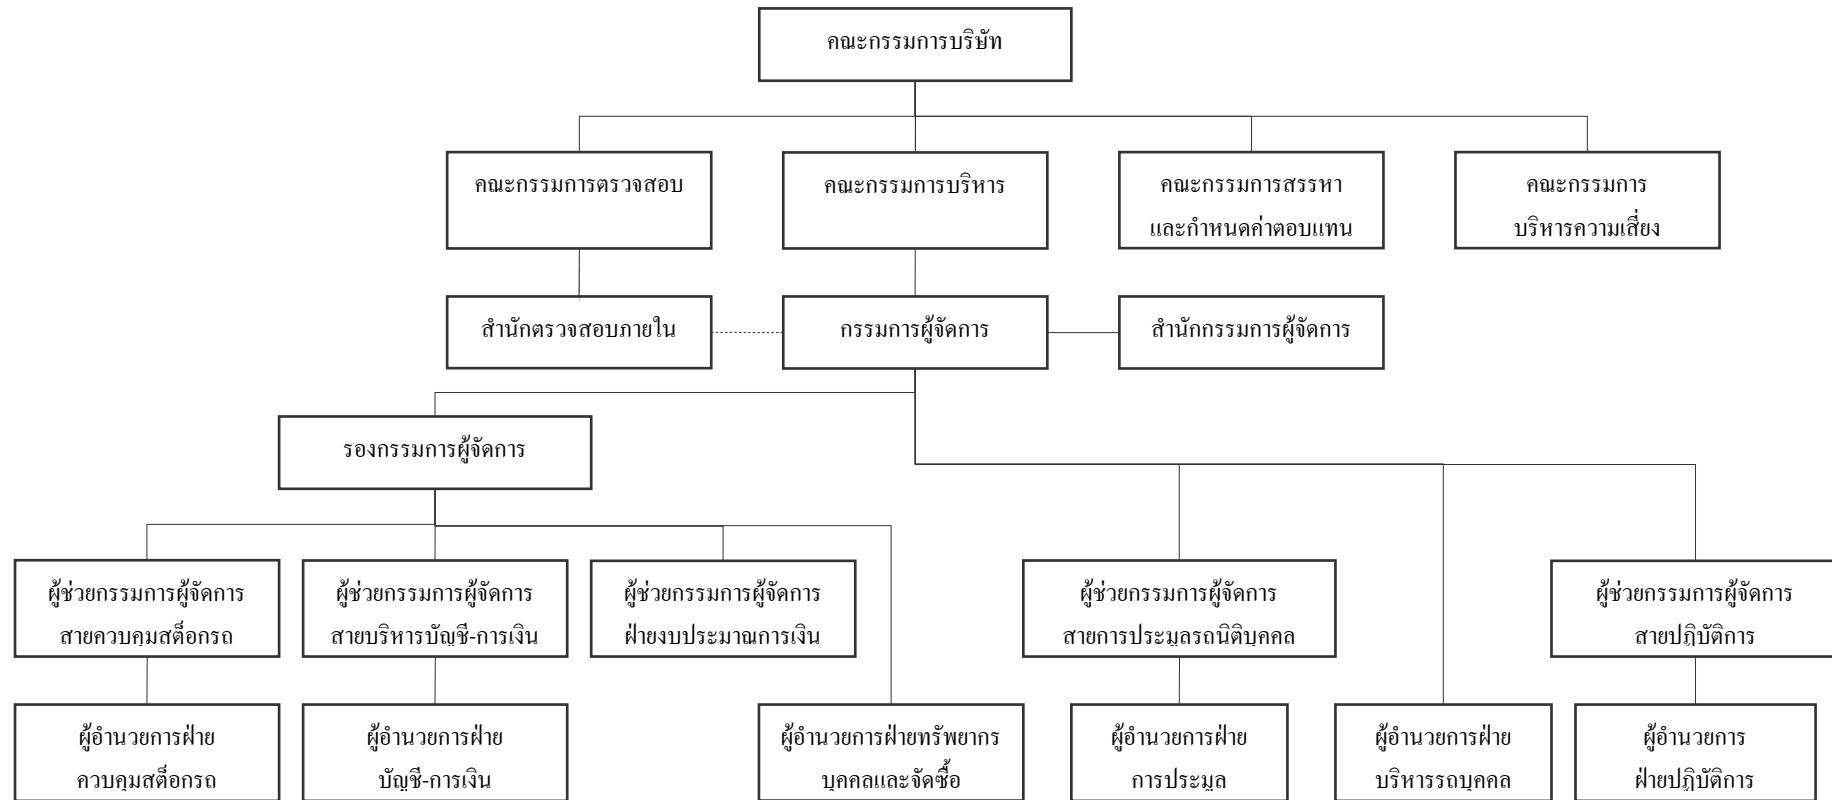 คณะกรรมการบริษัท
คณะกรรมการตรวจสอบ
คณะกรรมการบริหาร
คณะกรรมการสรรหา
และกำหนดค่าตอบแทน
คณะกรรมการ
บริหารความเสี่ยง
สำนักตรวจสอบภายใน
กรรมการผู้จัดการ
สำนักกรรมการผู้จัดการ
รองกรรมการผู้จัดการ
ผู้ช่วยกรรมการผู้จัดการ
สายควบคุมสต็อกรถ
ผู้ช่วยกรรมการผู้จัดการ
สายบริหารบัญชี-การเงิน
ผู้ช่วยกรรมการผู้จัดการ
ฝ่ายงบประมาณการเงิน
ผู้ช่วยกรรมการผู้จัดการ
สายการประมูลรถนิติบุคคล
ผู้ช่วยกรรมการผู้จัดการ
สายปฏิบัติการ
ผู้อำนวยการฝ่าย
ควบคุมสต็อกรถ
ผู้อำนวยการฝ่าย
บัญชี-การเงิน
ผู้อำนวยการฝ่ายทรัพยากร
บุคคลและจัดซื้อ
ผู้อำนวยการฝ่าย
การประมูล
ผู้อำนวยการฝ่าย
บริหารรถบุคคล
ผู้อำนวยการ
ฝ่ายปฏิบัติการ